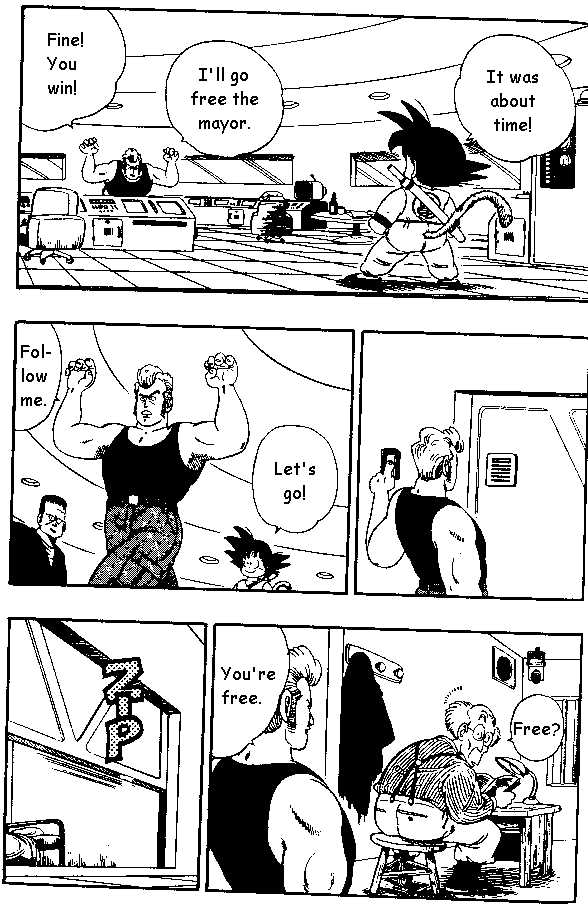 Fine!
You
win!
I'll go
free the
mayor.
It was
about
time!
Fol-
low
me.
Let's
go!
ZIP
You're
free.
Free?